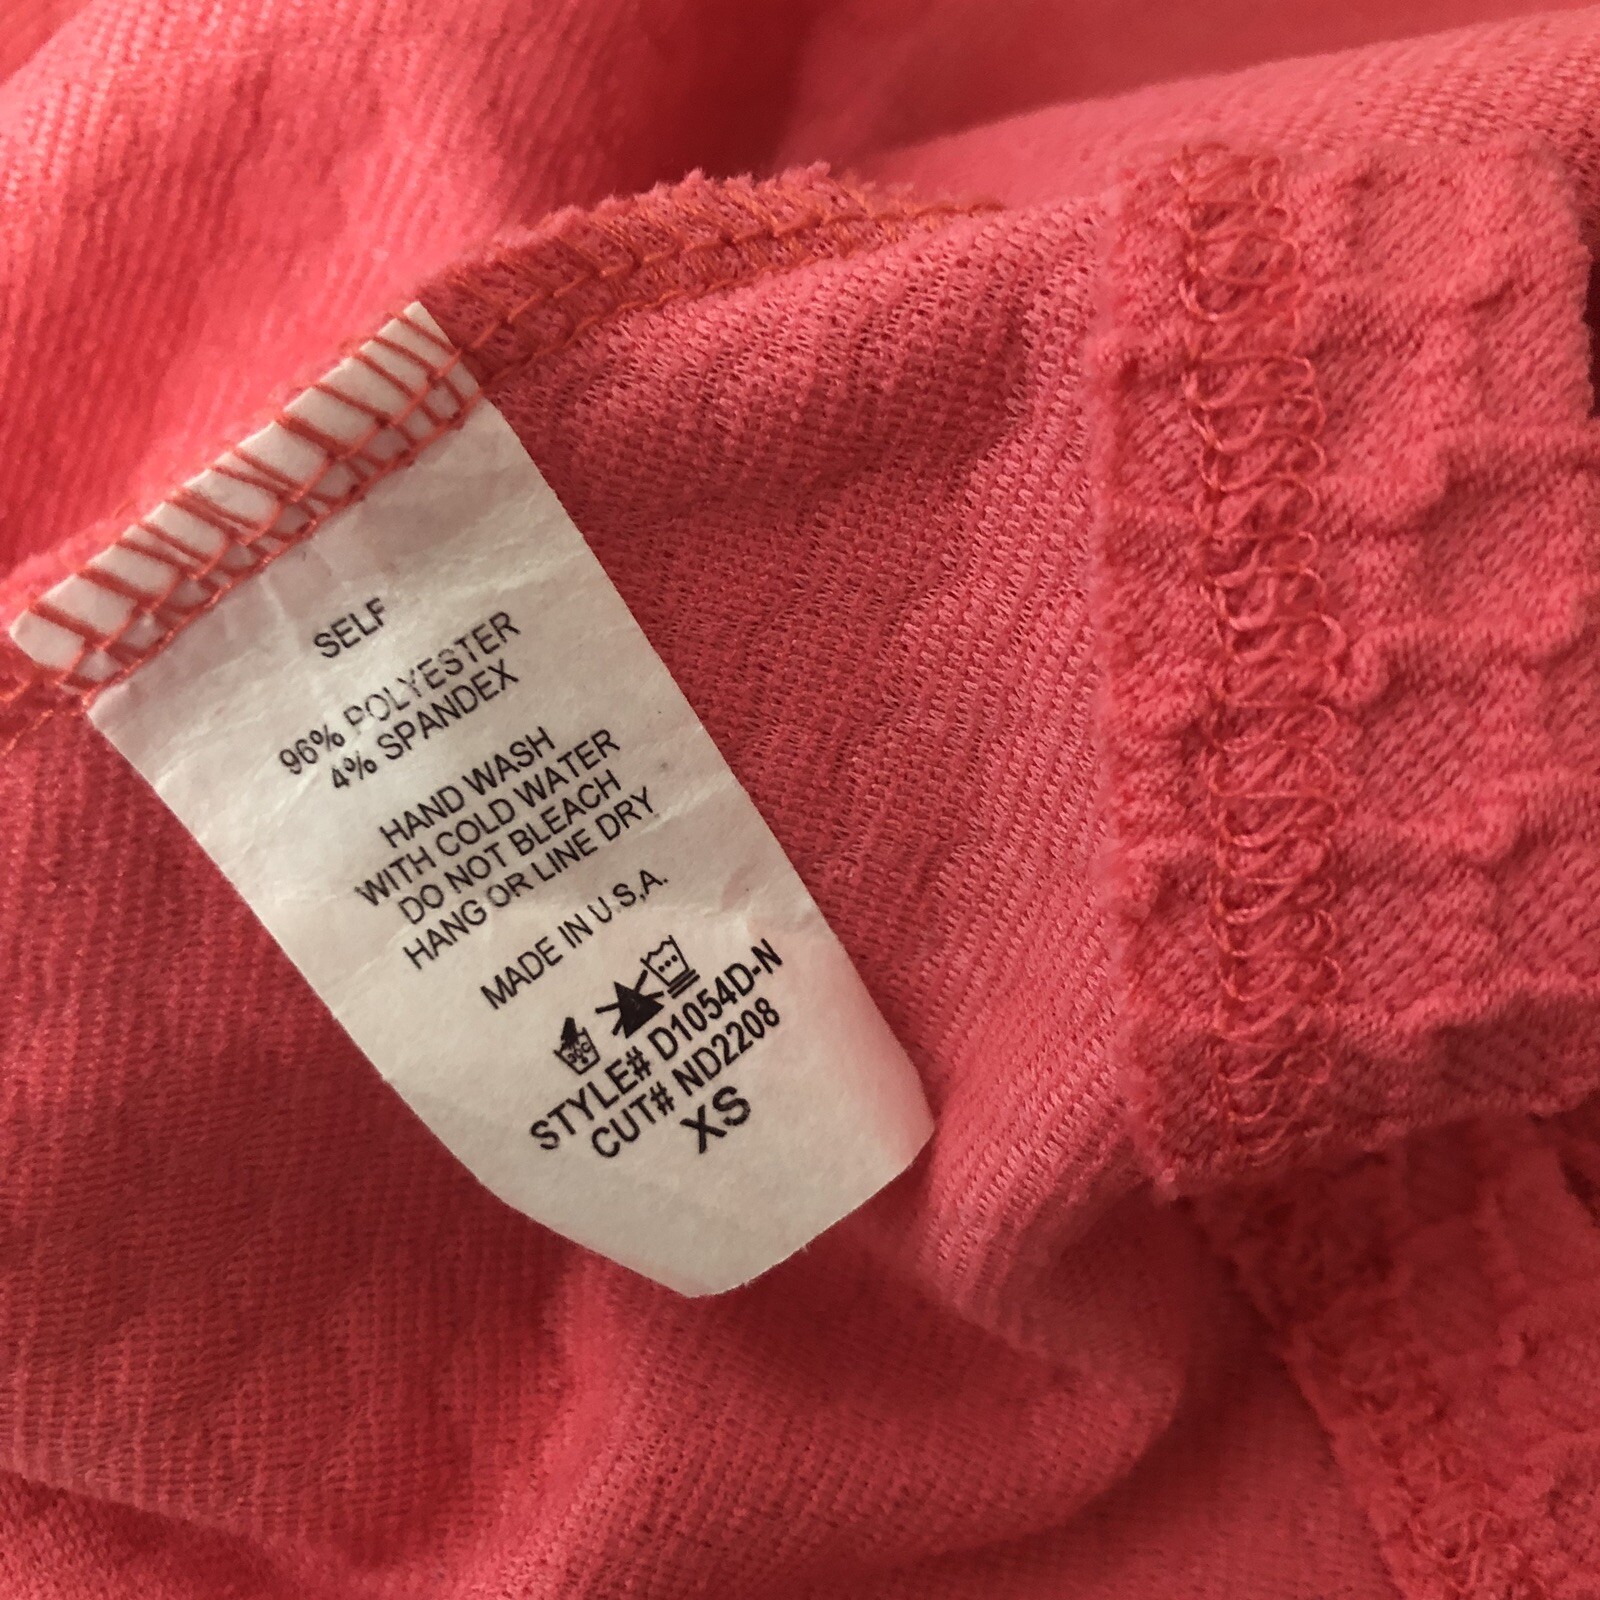 SELF
96% POLYESTER
4% SPANDEX
HAND WASH
WITH COLD WATER
DO NOT BLEACH
HANG OR LINE DRY
MADE IN U.S.A.
STYLE# D1054D-N
CUT# ND2208
XS